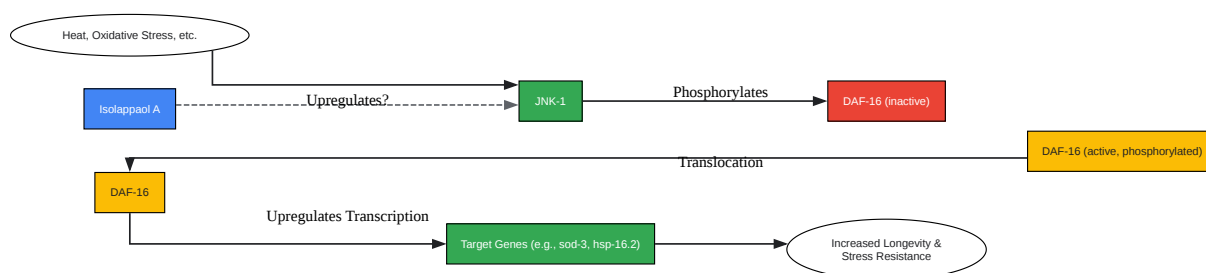 Heat, Oxidative Stress, etc.
Isolappaol A
Upregulates?
JNK-1
Phosphorylates
DAF-16 (inactive)
DAF-16 (active, phosphorylated)
Translocation
DAF-16
Upregulates Transcription
Target Genes (e.g., sod-3, hsp-16.2)
Increased Longevity &
Stress Resistance